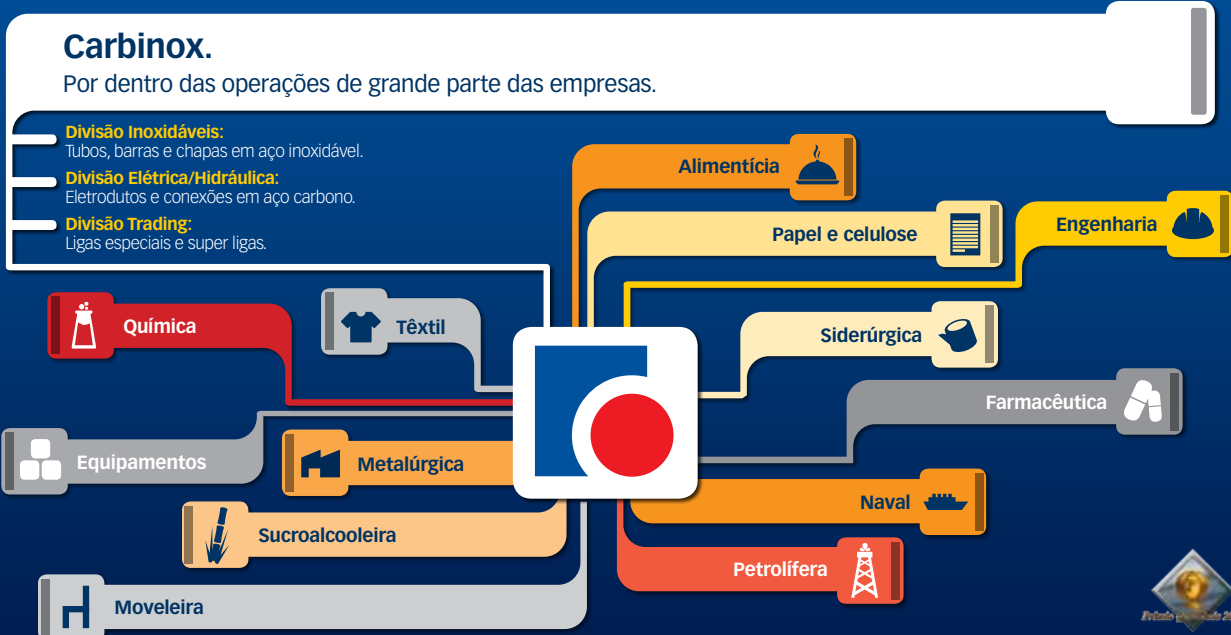 Carbinox.
Por dentro das operações de grande parte das empresas.
Divisão Inoxidáveis:
Tubos, barras e chapas em aço inoxidável.
Divisão Elétrica/Hidráulica:
Eletrodutos e conexões em aço carbono.
Divisão Trading:
Ligas especiais e super ligas.
Alimentícia
Papel e celulose
Engenharia
Química
Têxtil
Siderúrgica
Farmacêutica
Equipamentos
Metalúrgica
Naval
Sucroalcooleira
Petrolífera
Moveleira